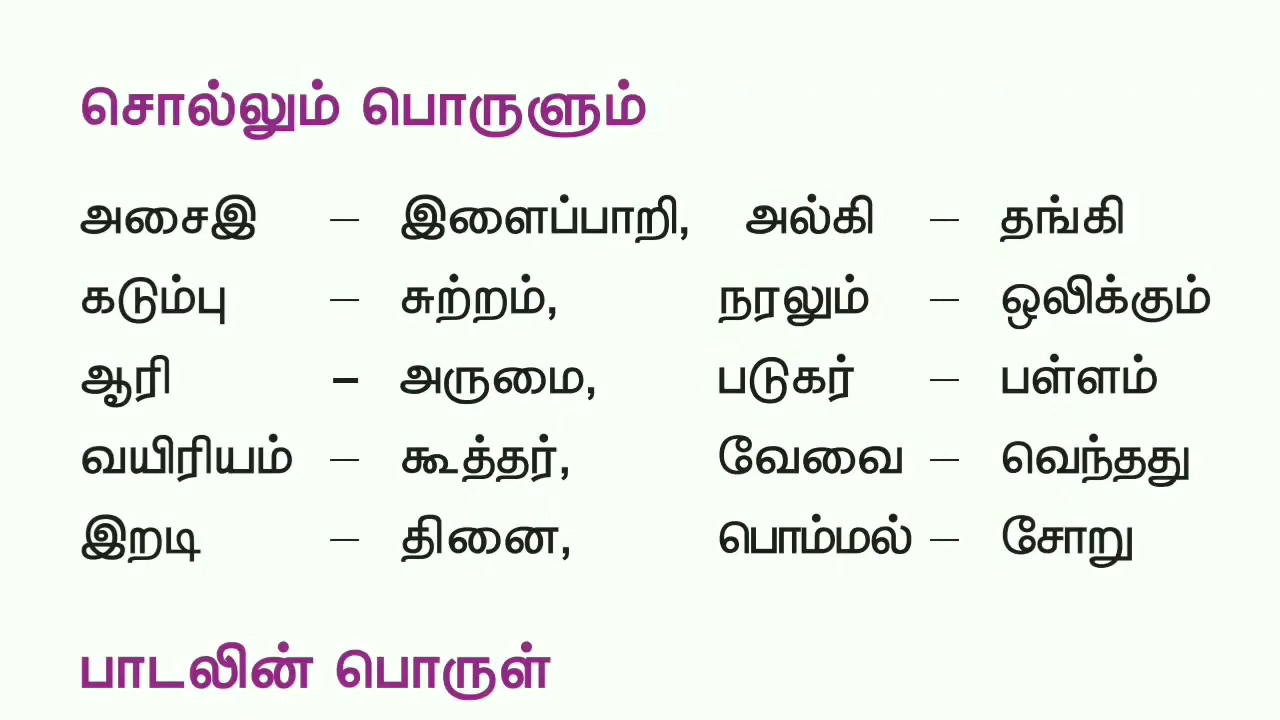 சொல்லும் பொருளும்
அசைஇ – இளைப்பாறி, அல்கி – தங்கி
கடும்பு – சுற்றம், நரலும் – ஒலிக்கும்
ஆரி – அருமை, படுகர் – பள்ளம்
வயிரியம் – கூத்தர், வேவை – வெந்தது
இறடி – தினை, பொம்மல் – சோறு
பாடலின் பொருள்